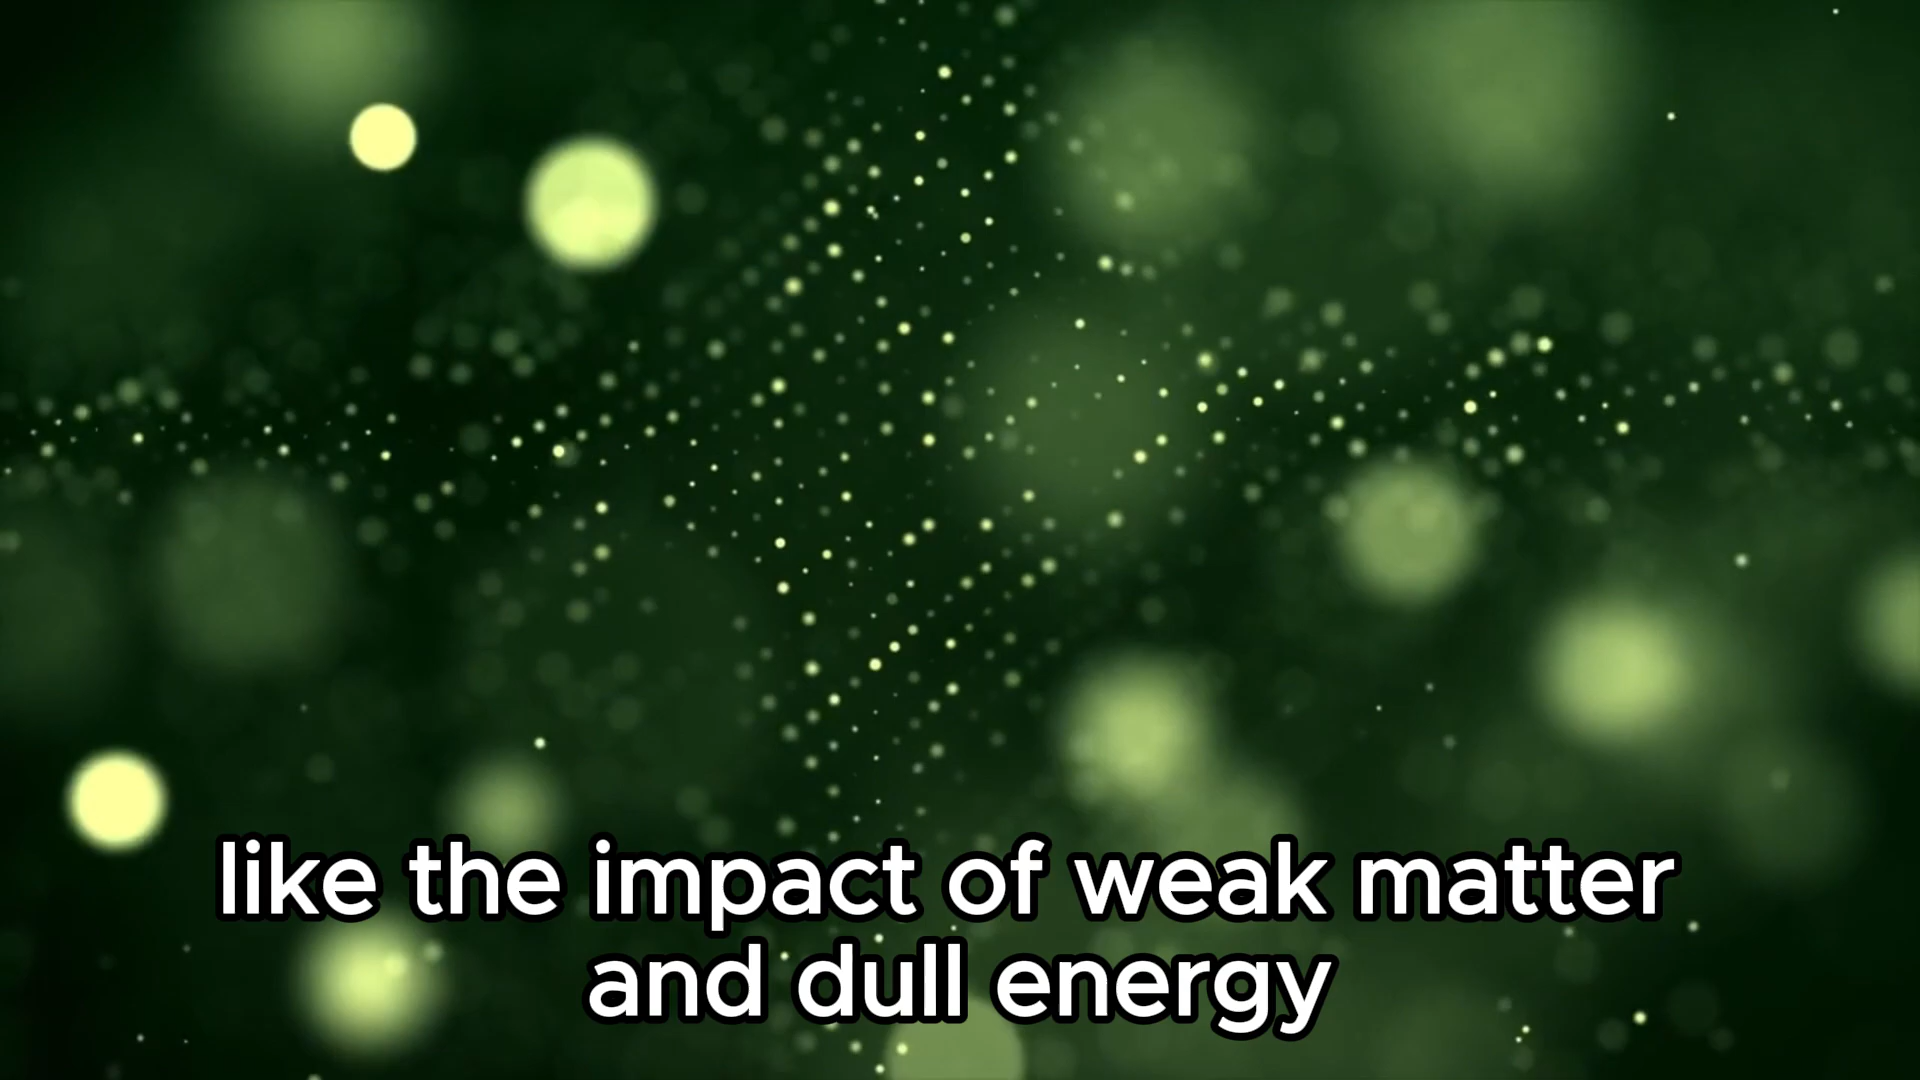 like the impact of weak matter
and dull energy